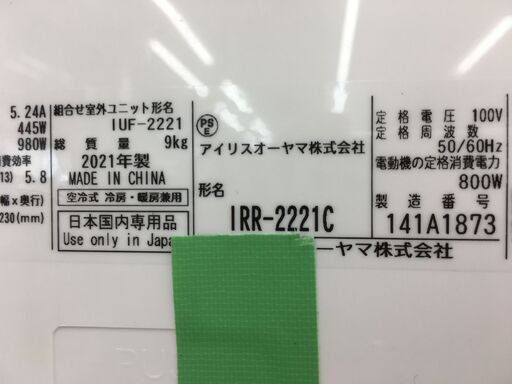 5.24A
445W
980W
費効率
13) 5.8
幅x奥行)
230(mm)
組合せ室外ユニット形名
IUF-2221
総質量 9kg
2021年製
MADE IN CHINA
空冷式 冷房・暖房兼用
日本国内専用品
Use only in Japa
PS
E
アイリスオーヤマ株式会社
形名
IRR-2221C
ーヤマ株式会社
定格電圧 100V
定格周波数
50/60Hz
電動機の定格消費電力
800W
製造番号
141A1873